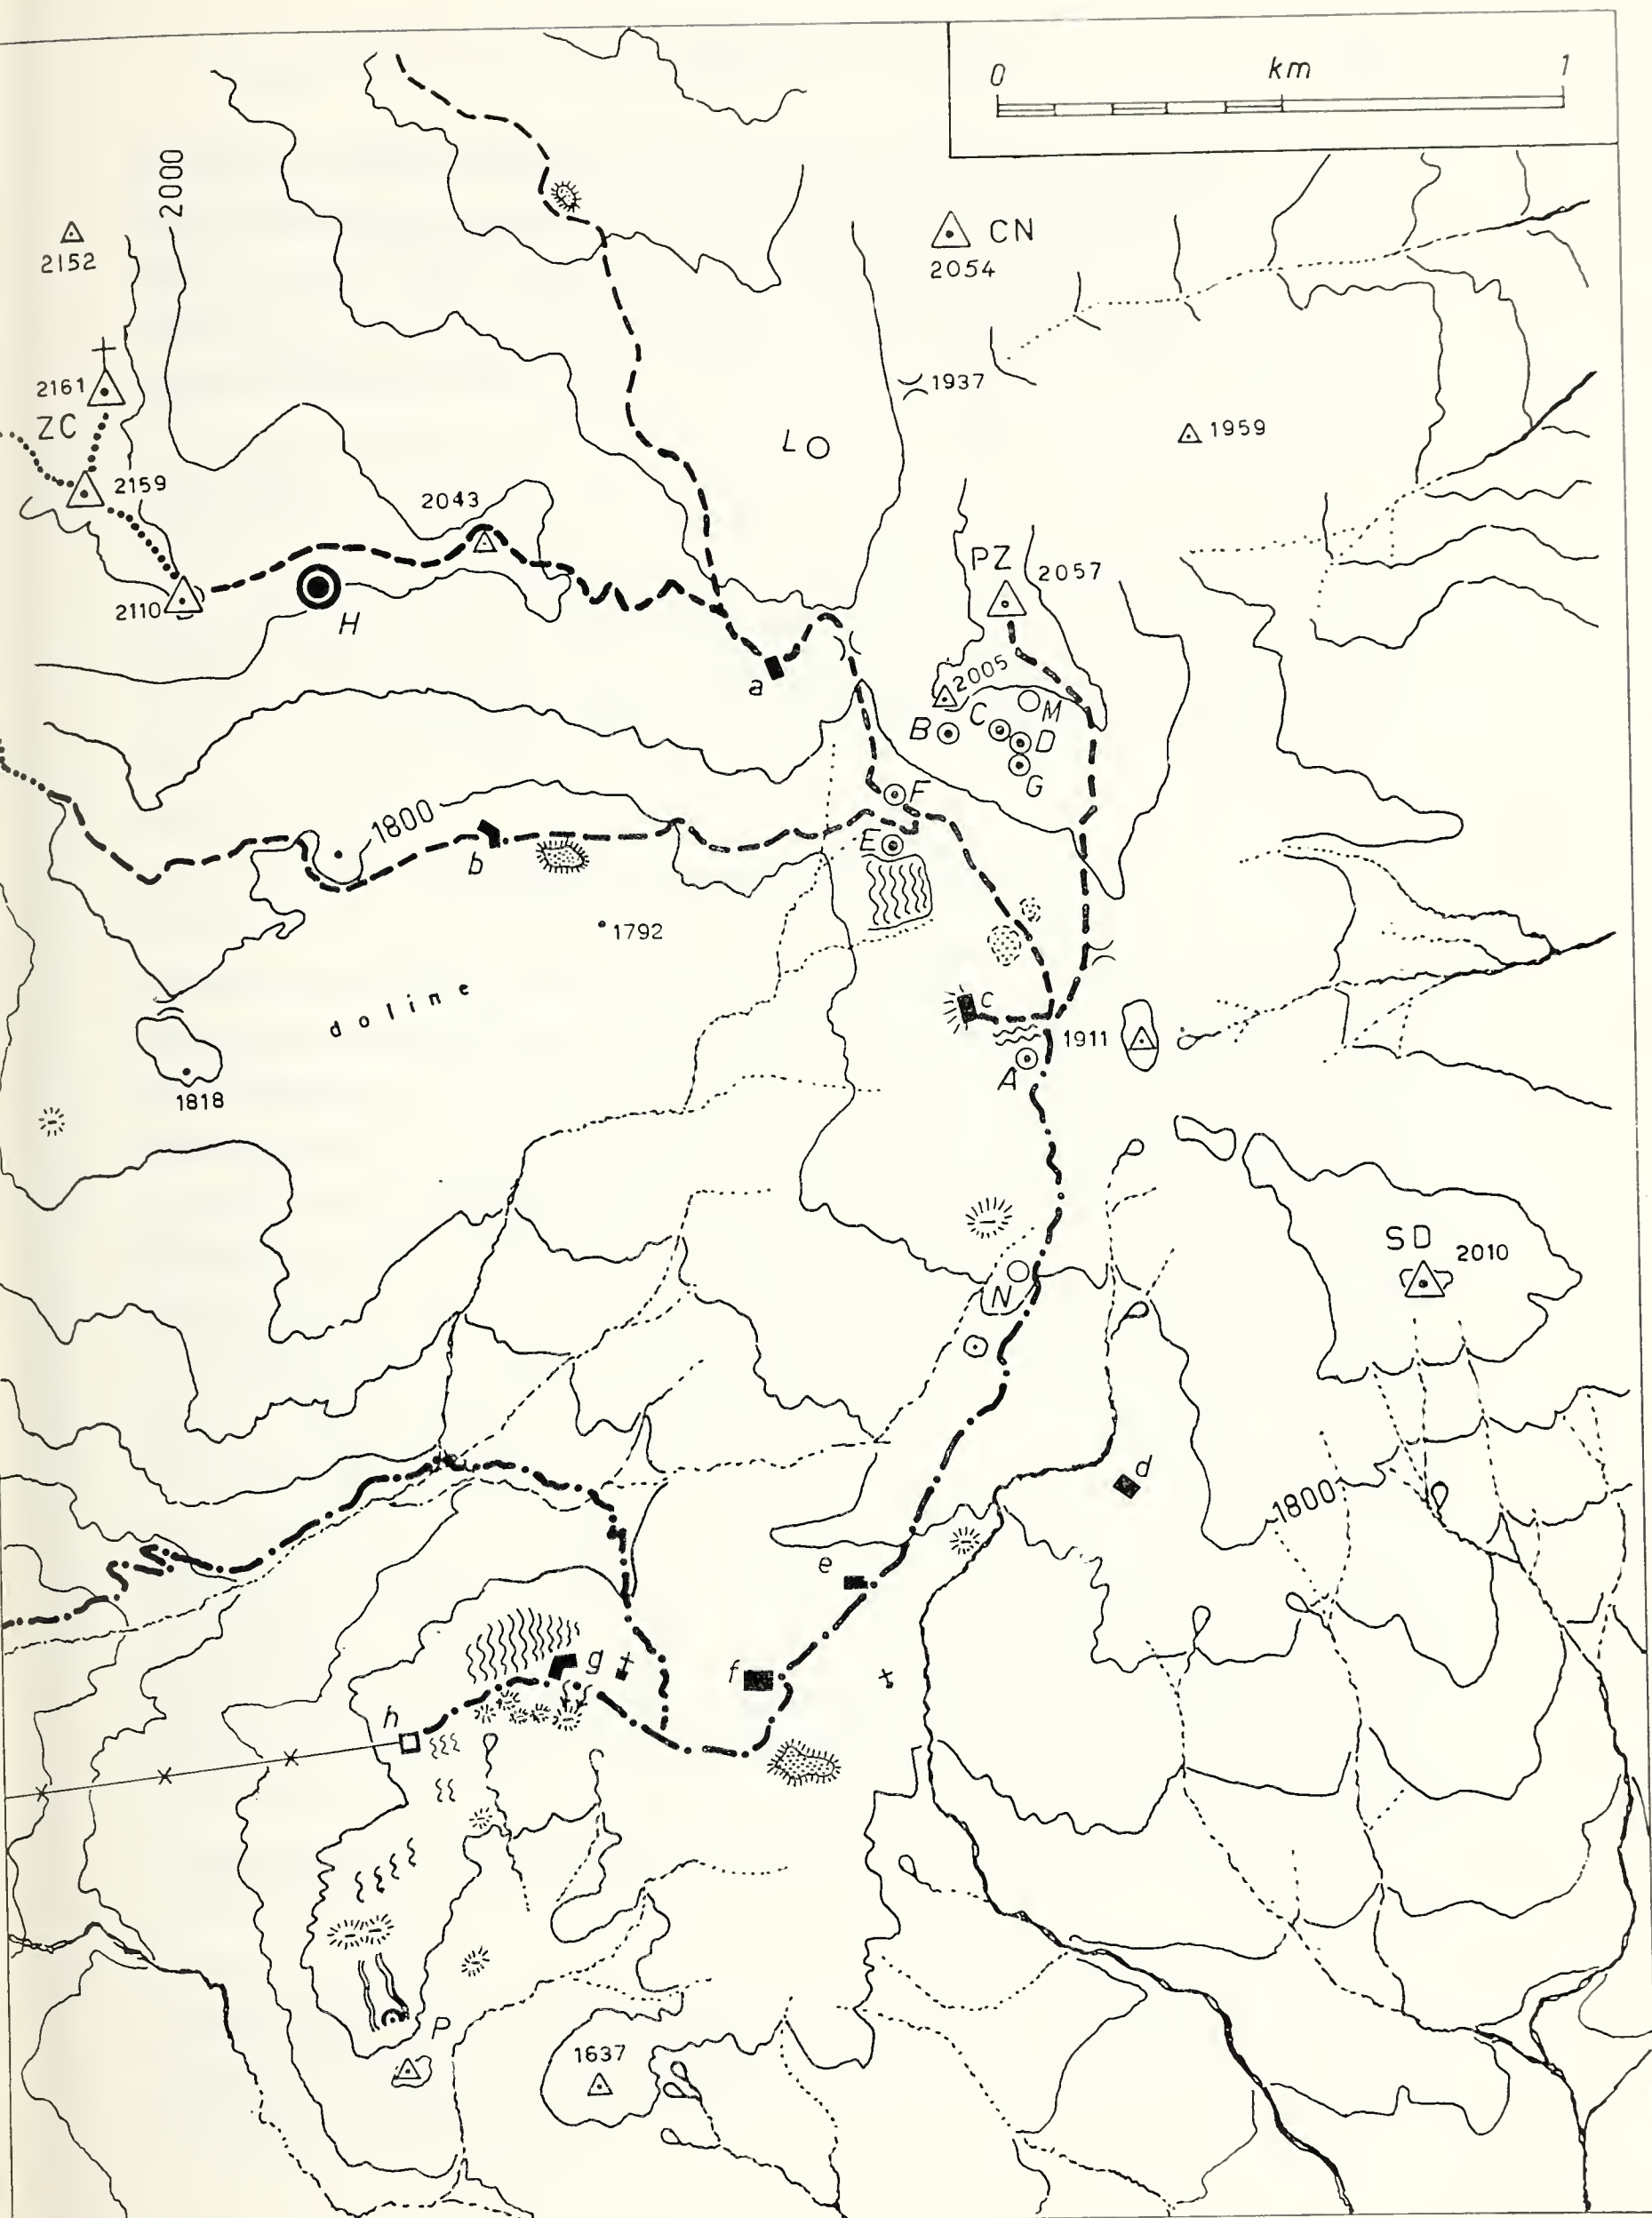 0 km 1
2000
2152
CN
2054
2161
ZC
1937
1959
L
2159
2043
PZ
2057
2110
H
a
2005
M
B
C
D
G
F
1800
E
b
1792
c
doline
1911
A
1818
SD
2010
N
d
1800
e
g
f
h
P
1637